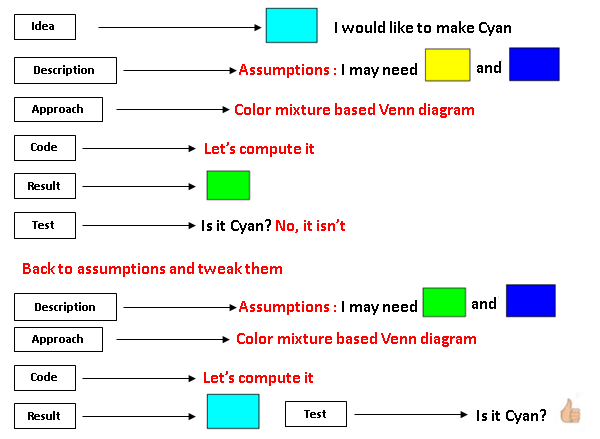 Idea I would like to make Cyan
Description Assumptions : I may need and
Approach Color mixture based Venn diagram
Code Let's compute it
Result
Test Is it Cyan? No, it isn't
Back to assumptions and tweak them
Description Assumptions : I may need and
Approach Color mixture based Venn diagram
Code Let's compute it
Result Test Is it Cyan?